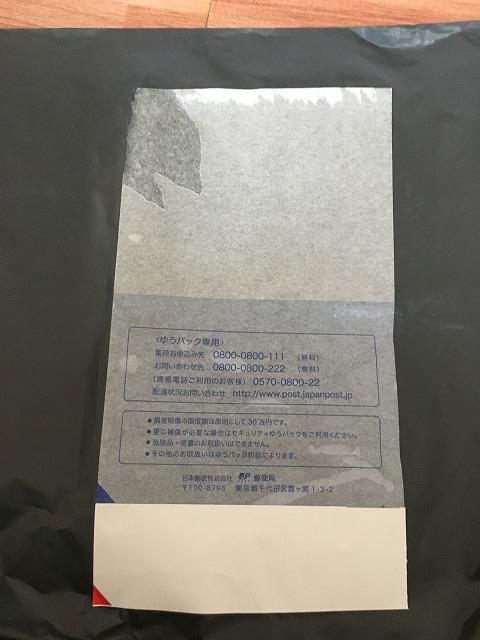 〈ゆうパック専用〉
集荷お申込み先 0800-0800-111 (無料)
お問い合わせ先 0800-0800-222 (無料)
(携帯電話ご利用のお客様) 0570-0800-22
配達状況お問い合わせ http://www.post.japanpost.jp
● 損害賠償の限度額は原則として30万円です。
● 更に補償が必要な場合はセキュリティゆうパックをご利用ください。
● 危険品・信書のお取扱いはできません。
● その他のお取扱いはゆうパック約款によります。
日本郵便株式会社 JP 郵便局
〒100-8798 東京都千代田区霞ヶ関1-3-2